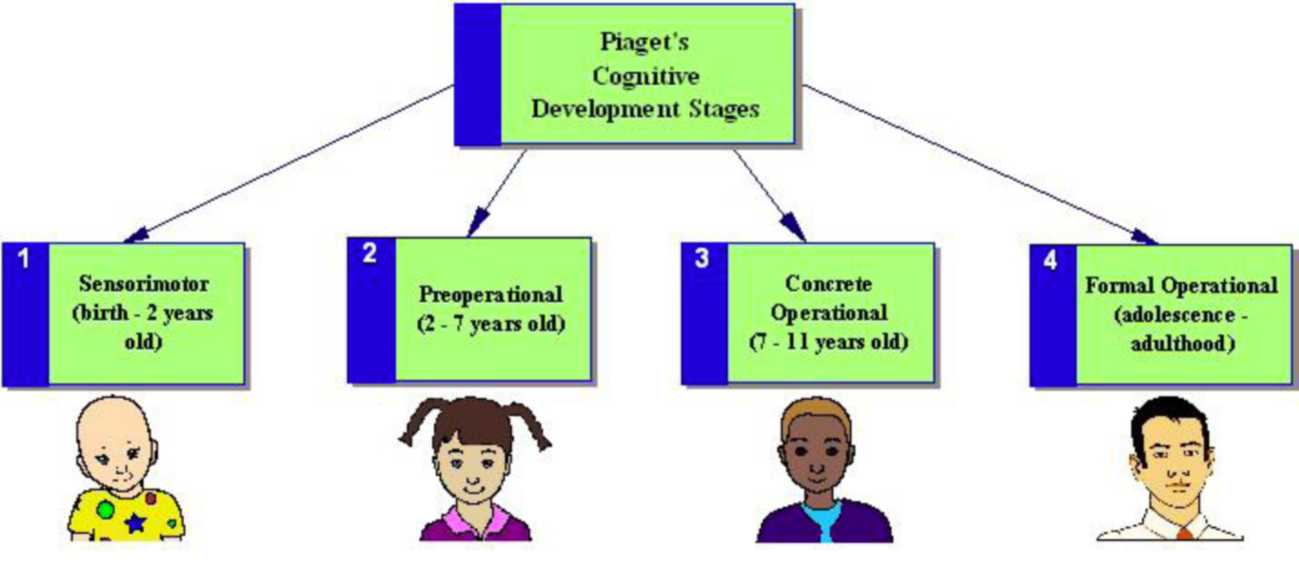 Piaget's
Cognitive
Development Stages
1
Sensorimotor
(birth - 2 years
old)
2
Preoperational
(2 - 7 years old)
3
Concrete
Operational
(7 - 11 years old)
4
Formal Operational
(adolescence -
adulthood)